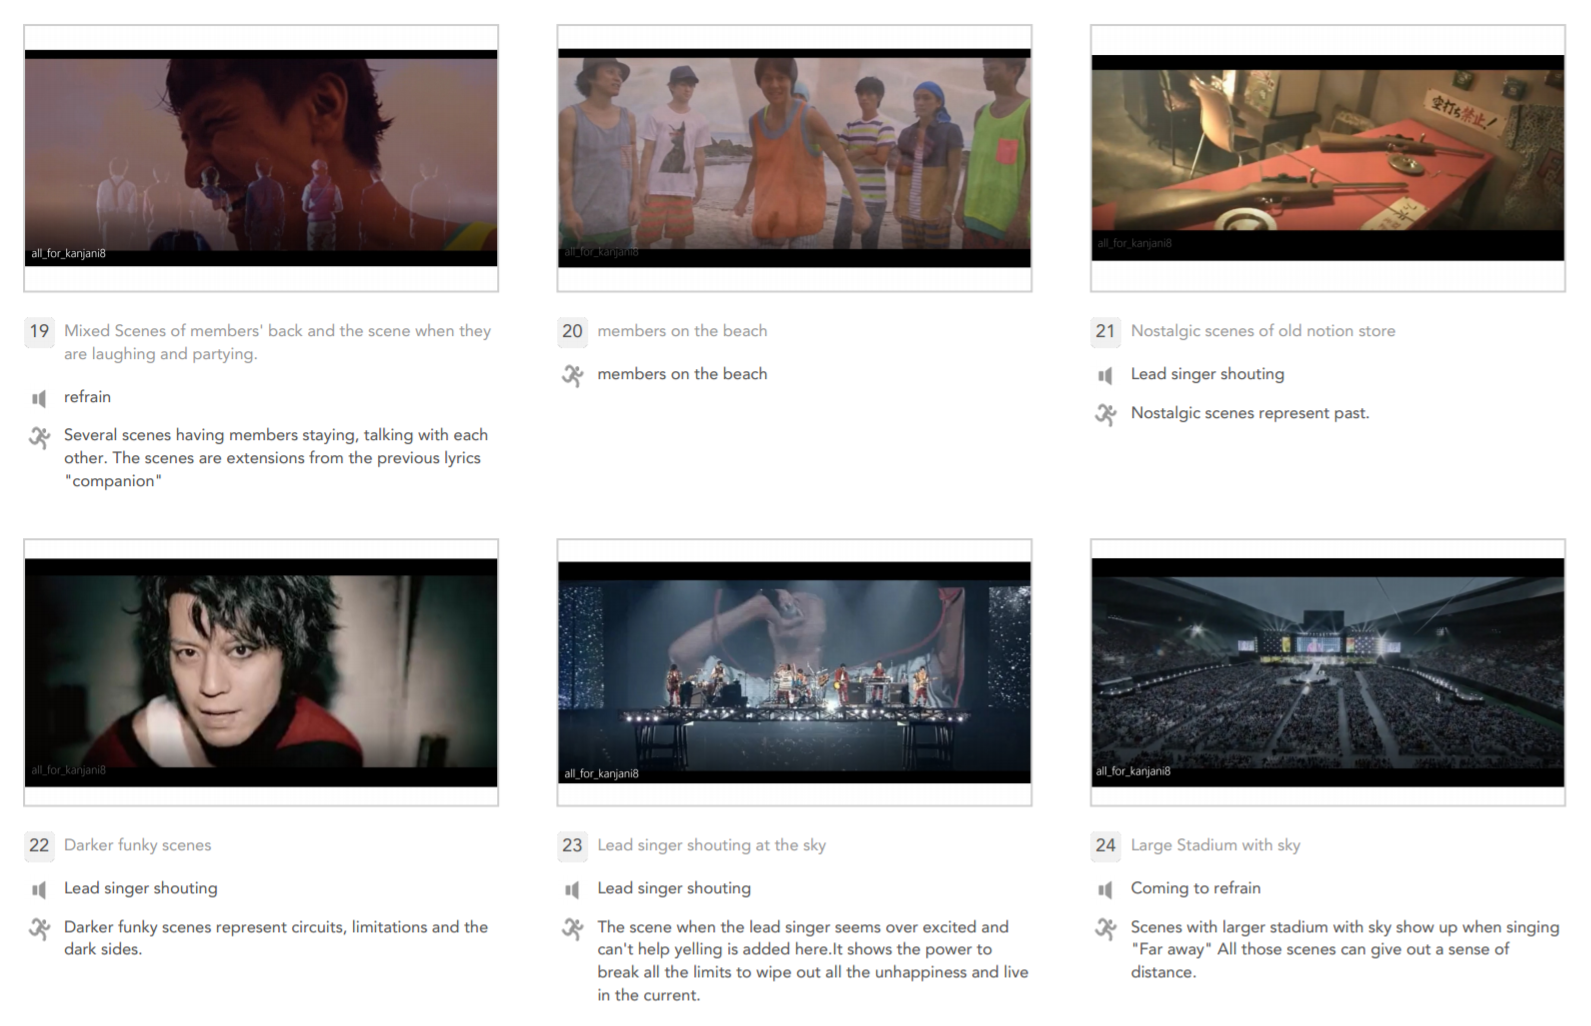 all_for_kanjani8
all_for_kanjani8
空打ち禁止!
all_for_kanjani8
19 Mixed Scenes of members' back and the scene when they
are laughing and partying.
refrain
Several scenes having members staying, talking with each
other. The scenes are extensions from the previous lyrics
"companion"
20 members on the beach
members on the beach
21 Nostalgic scenes of old notion store
Lead singer shouting
Nostalgic scenes represent past.
all_for_kanjani8
all_for_kanjani8
all_for_kanjani8
22 Darker funky scenes
Lead singer shouting
Darker funky scenes represent circuits, limitations and the
dark sides.
23 Lead singer shouting at the sky
Lead singer shouting
The scene when the lead singer seems over excited and
can't help yelling is added here.It shows the power to
break all the limits to wipe out all the unhappiness and live
in the current.
24 Large Stadium with sky
Coming to refrain
Scenes with larger stadium with sky show up when singing
"Far away" All those scenes can give out a sense of
distance.